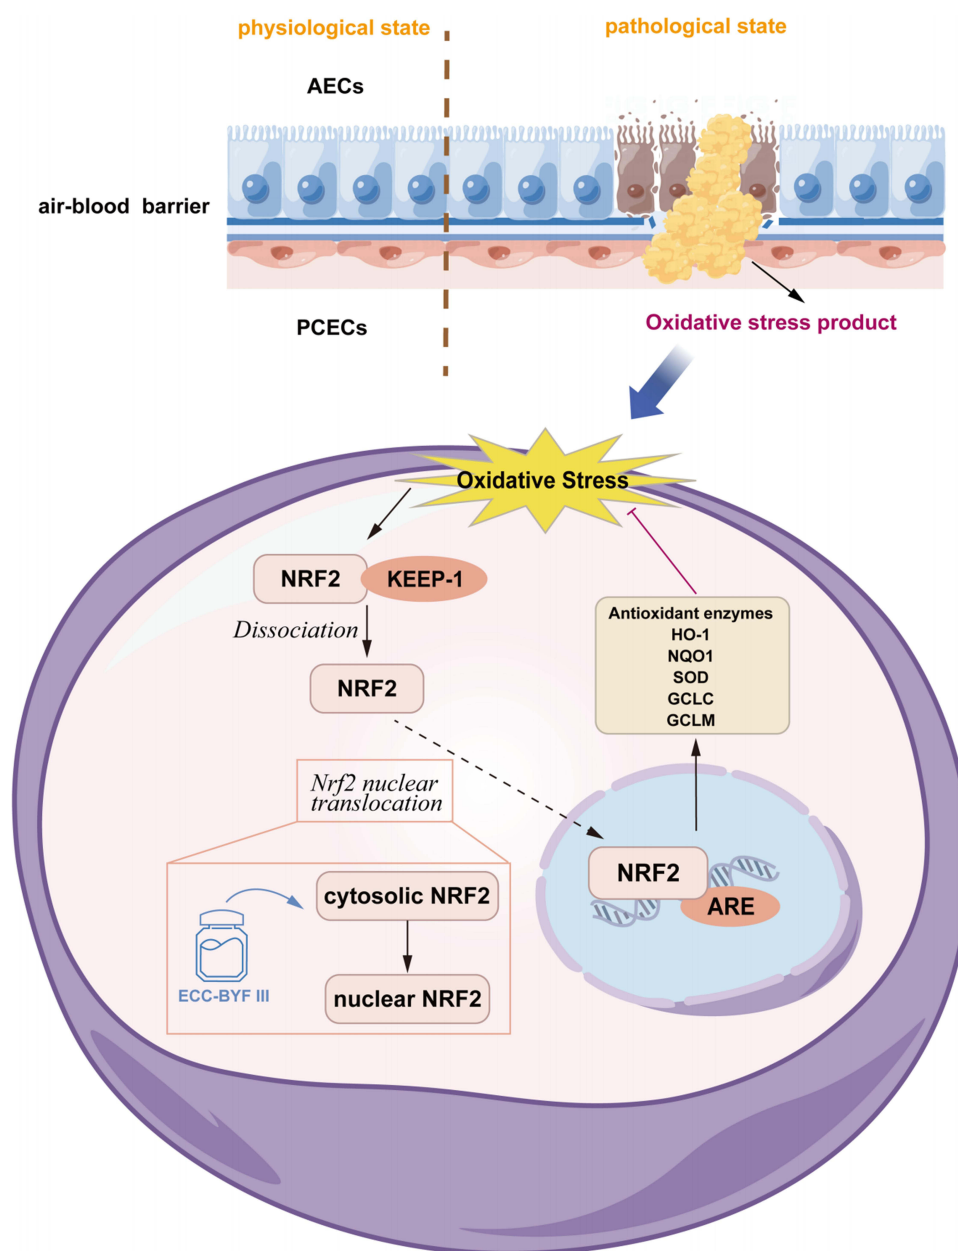 physiological state
pathological state
AECs
air-blood barrier
PCECs
Oxidative stress product
Oxidative Stress
NRF2
KEEP-1
Dissociation
NRF2
Antioxidant enzymes
HO-1
NQO1
SOD
GCLC
GCLM
Nrf2 nuclear
translocation
NRF2
ARE
cytosolic NRF2
ECC-BYF III
nuclear NRF2